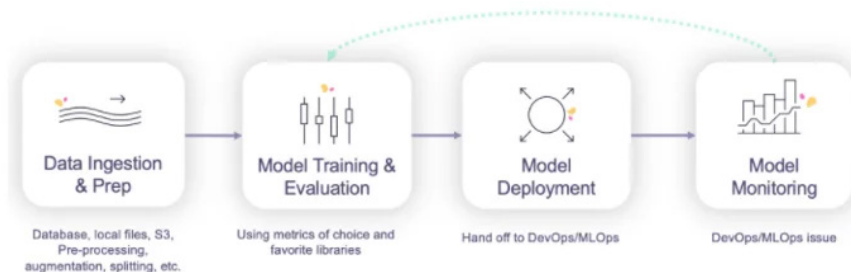 Data Ingestion
& Prep
Database, local files, S3,
Pre-processing,
augmentation, splitting, etc.
Model Training &
Evaluation
Using metrics of choice and
favorite libraries
Model
Deployment
Hand off to DevOps/MLOps
Model
Monitoring
DevOps/MLOps issue